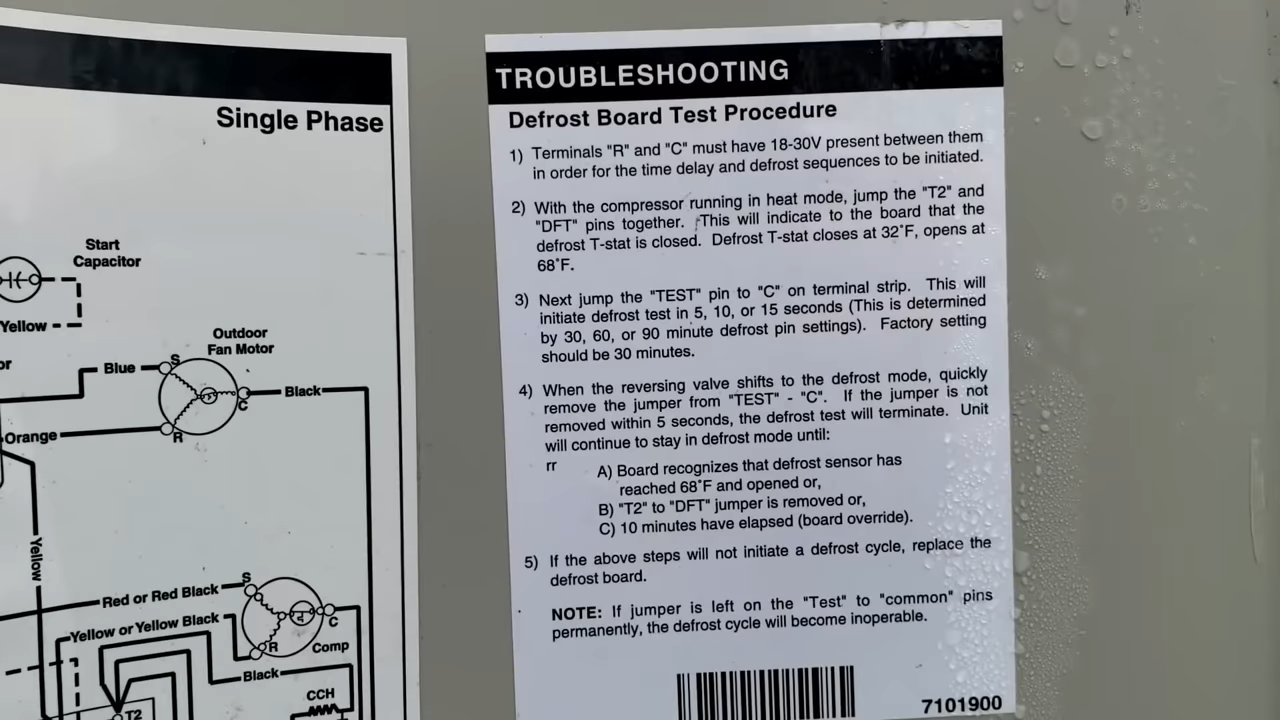 Single Phase
Start
Capacitor
Yellow
or
Outdoor
Fan Motor
Blue
S
C
Black
R
Orange
Yellow
Red or Red Black
S
C
Yellow or Yellow Black
R
Comp
Black
CCH
T2
TROUBLESHOOTING
Defrost Board Test Procedure
1) Terminals "R" and "C" must have 18-30V present between them
in order for the time delay and defrost sequences to be initiated.
2) With the compressor running in heat mode, jump the "T2" and
"DFT" pins together. This will indicate to the board that the
defrost T-stat is closed. Defrost T-stat closes at 32°F, opens at
68°F.
3) Next jump the "TEST" pin to "C" on terminal strip. This will
initiate defrost test in 5, 10, or 15 seconds (This is determined
by 30, 60, or 90 minute defrost pin settings). Factory setting
should be 30 minutes.
4) When the reversing valve shifts to the defrost mode, quickly
remove the jumper from "TEST" - "C". If the jumper is not
removed within 5 seconds, the defrost test will terminate. Unit
will continue to stay in defrost mode until:
rr
A) Board recognizes that defrost sensor has
reached 68°F and opened or,
B) "T2" to "DFT" jumper is removed or,
C) 10 minutes have elapsed (board override).
5) If the above steps will not initiate a defrost cycle, replace the
defrost board.
NOTE: If jumper is left on the "Test" to "common" pins
permanently, the defrost cycle will become inoperable.
7101900